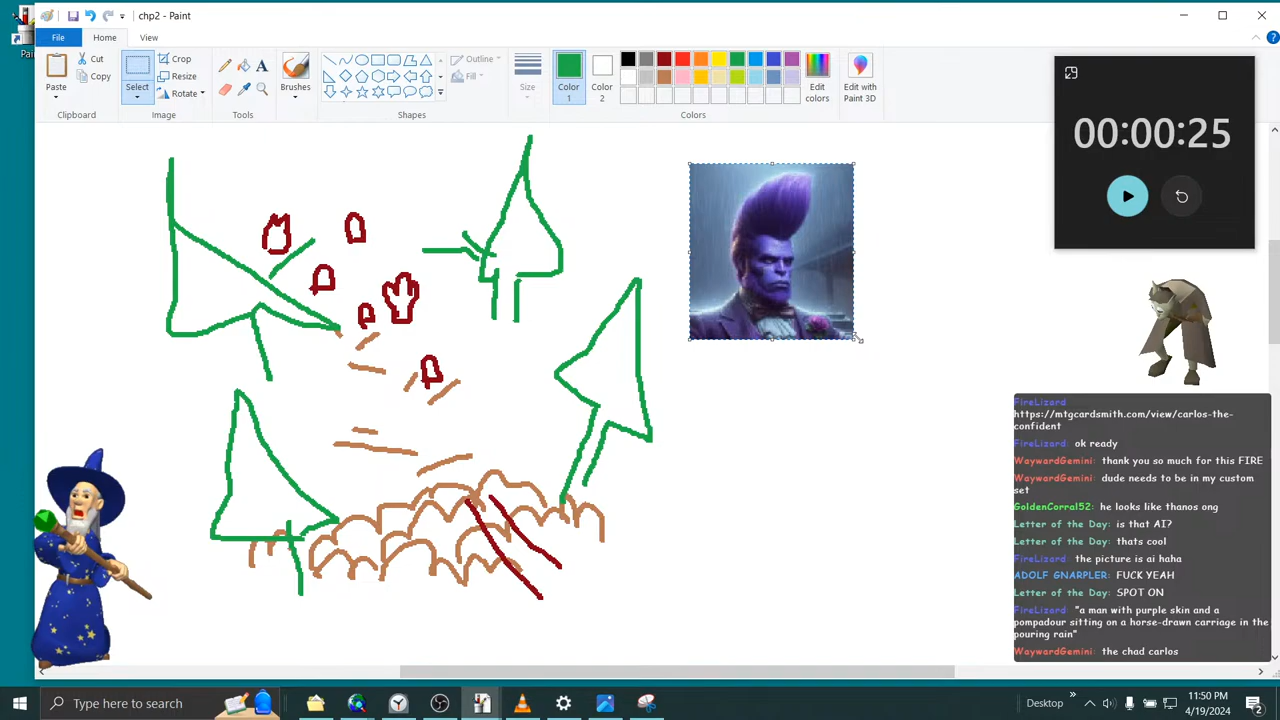 chp2 - Paint
File
Home
View
Paste
Cut
Copy
Clipboard
Select
Crop
Resize
Rotate
Image
A
Tools
Brushes
Outline
Fill
Shapes
Size
Color
1
Color
2
Colors
Edit
colors
Edit with
Paint 3D
00:00:25
FireLizard
https://mtgcardsmith.com/view/carlos-the-
confident
FireLizard: ok ready
WaywardGemini: thank you so much for this FIRE
WaywardGemini: dude needs to be in my custom
set
GoldenCorral52: he looks like thanos ong
Letter of the Day: is that AI?
Letter of the Day: thats cool
FireLizard: the picture is ai haha
ADOLF GNARPLER: FUCK YEAH
Letter of the Day: SPOT ON
FireLizard: "a man with purple skin and a
pompadour sitting on a horse-drawn carriage in the
pouring rain"
WaywardGemini: the chad carlos
Type here to search
Desktop
11:50 PM
4/19/2024
2